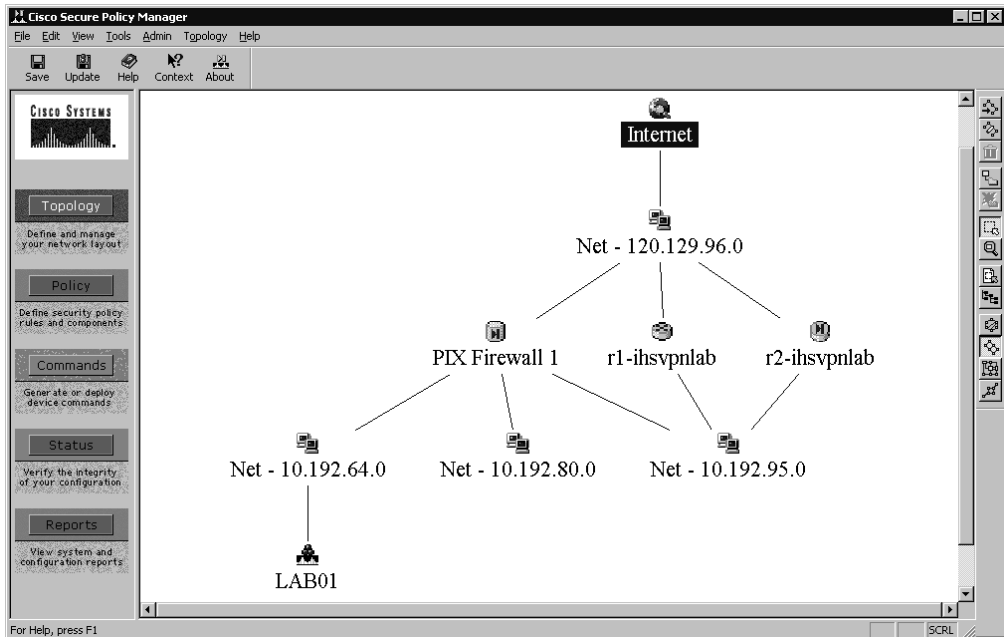 Cisco Secure Policy Manager
File Edit View Tools Admin Topology Help
Save Update Help Context About
CISCO SYSTEMS
Topology
Define and manage
your network layout
Policy
Define security policy
rules and components
Commands
Generate or deploy
device commands
Status
Verify the integrity
of your configuration
Reports
View system and
configuration reports
Internet
Net - 120.129.96.0
PIX Firewall 1 r1-ihsvpnlab r2-ihsvpnlab
Net - 10.192.64.0 Net - 10.192.80.0 Net - 10.192.95.0
LAB01
For Help, press F1 SCRL